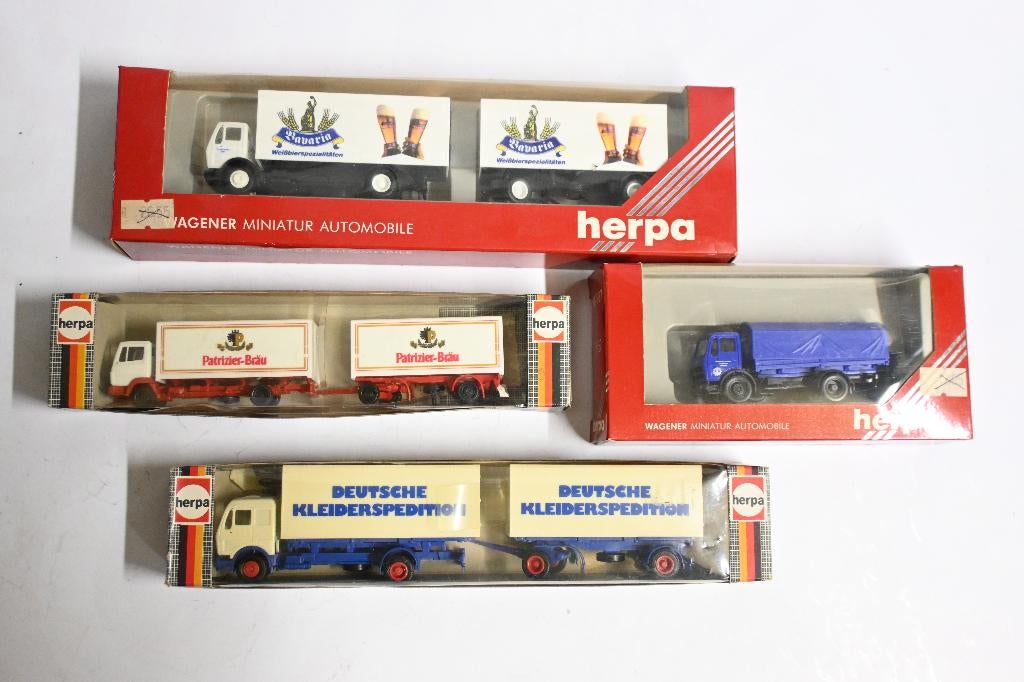 Bavaria
Weißbierspezialitäten
Bavaria
Weißbierspezialitäten
WAGENER MINIATUR AUTOMOBILE
herpa
herpa
Patrizier-Bräu
Patrizier-Bräu
herpa
WAGENER MINIATUR AUTOMOBILE
herpa
herpa
DEUTSCHE
KLEIDERSPEDITION
DEUTSCHE
KLEIDERSPEDITION
herpa